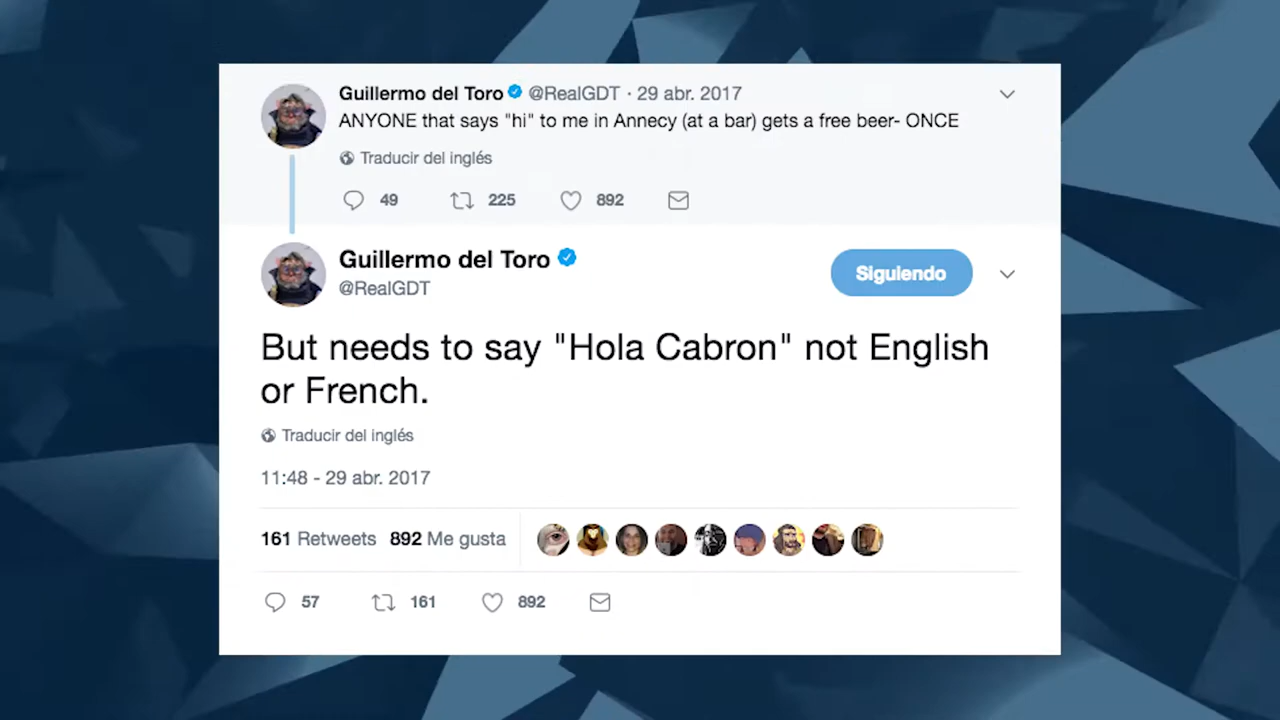 Guillermo del Toro @RealGDT · 29 abr. 2017
ANYONE that says "hi" to me in Annecy (at a bar) gets a free beer- ONCE
Traducir del inglés
49 225 892
Guillermo del Toro
@RealGDT
Siguiendo
But needs to say "Hola Cabron" not English
or French.
Traducir del inglés
11:48 - 29 abr. 2017
161 Retweets 892 Me gusta
57 161 892